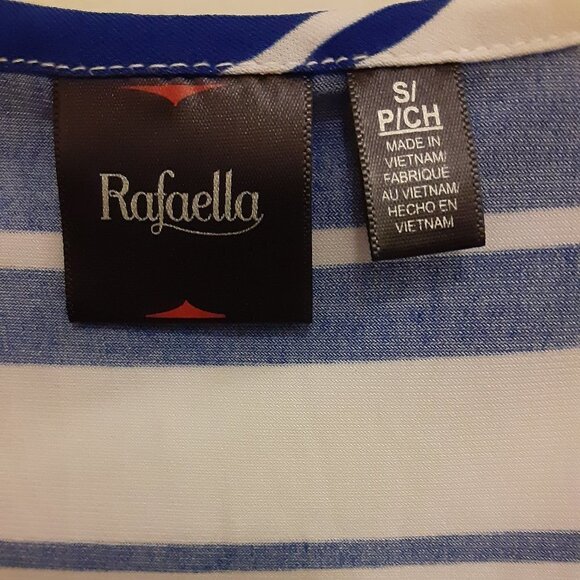 Rafaella
S/
P/CH
MADE IN
VIETNAM/
FABRIQUE
AU VIETNAM/
HECHO EN
VIETNAM